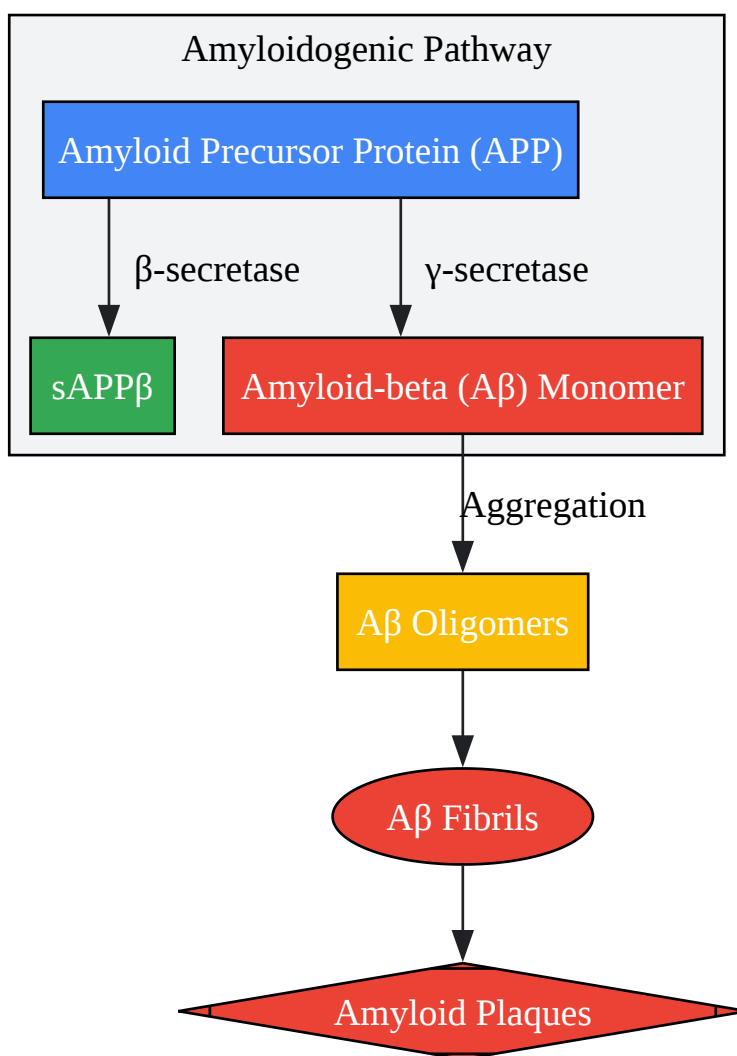 Amyloidogenic Pathway
Amyloid Precursor Protein (APP)
β-secretase
γ-secretase
sAPPβ
Amyloid-beta (Aβ) Monomer
Aggregation
Aβ Oligomers
Aβ Fibrils
Amyloid Plaques